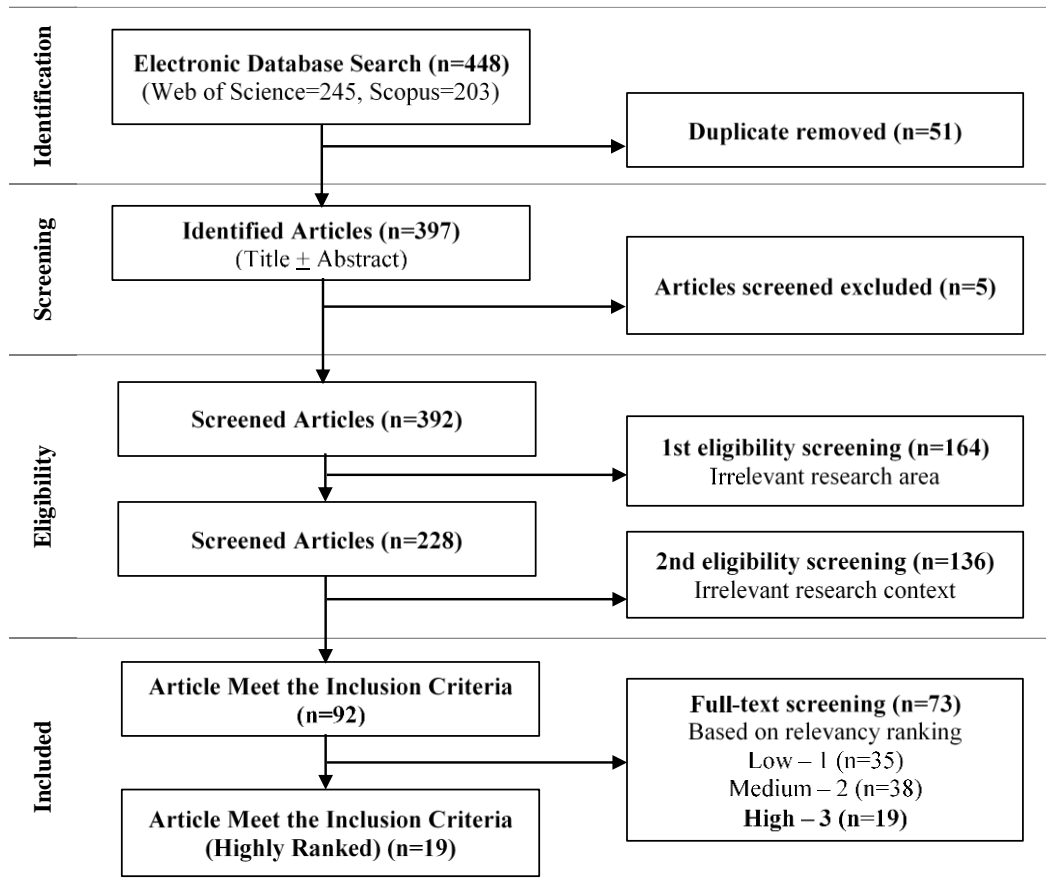 Identification
Electronic Database Search (n=448)
(Web of Science=245, Scopus=203)
Duplicate removed (n=51)
Screening
Identified Articles (n=397)
(Title ± Abstract)
Articles screened excluded (n=5)
Eligibility
Screened Articles (n=392)
1st eligibility screening (n=164)
Irrelevant research area
Screened Articles (n=228)
2nd eligibility screening (n=136)
Irrelevant research context
Included
Article Meet the Inclusion Criteria
(n=92)
Full-text screening (n=73)
Based on relevancy ranking
Low – 1 (n=35)
Medium – 2 (n=38)
High – 3 (n=19)
Article Meet the Inclusion Criteria
(Highly Ranked) (n=19)